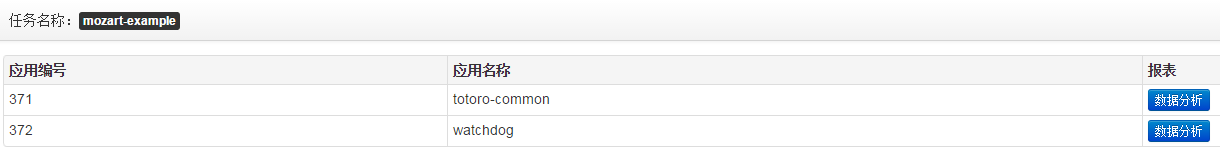 任务名称：mozart-example
应用编号 应用名称 报表
371 totoro-common 数据分析
372 watchdog 数据分析